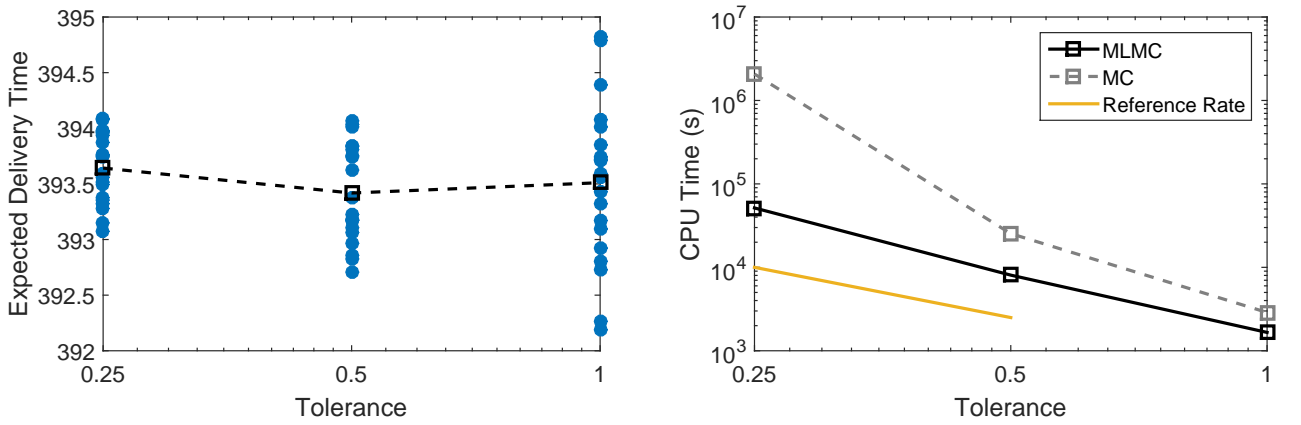 395
394.5
394
393.5
393
392.5
392
Expected Delivery Time
0.25
0.5
1
Tolerance
10^7
10^6
10^5
10^4
10^3
CPU Time (s)
0.25
0.5
1
Tolerance
MLMC
MC
Reference Rate